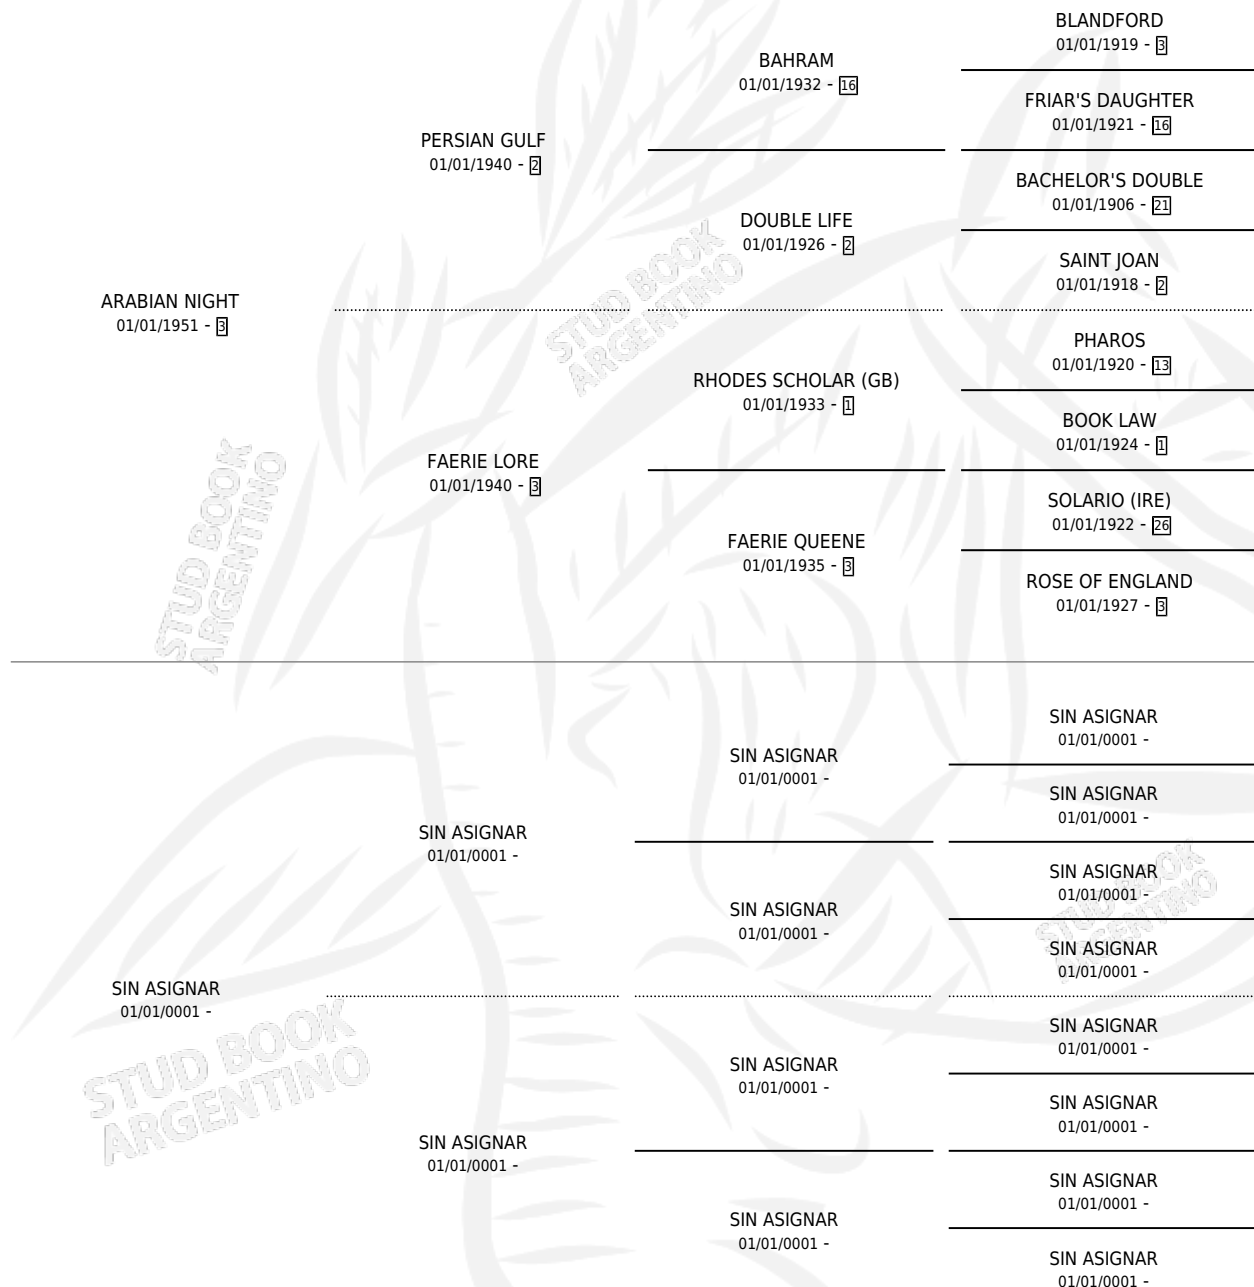 BLANDFORD
01/01/1919 - 3
BAHRAM
01/01/1932 - 16
FRIAR'S DAUGHTER
01/01/1921 - 16
PERSIAN GULF
01/01/1940 - 2
BACHELOR'S DOUBLE
01/01/1906 - 21
DOUBLE LIFE
01/01/1926 - 2
SAINT JOAN
01/01/1918 - 2
ARABIAN NIGHT
01/01/1951 - 3
PHAROS
01/01/1920 - 13
RHODES SCHOLAR (GB)
01/01/1933 - 1
BOOK LAW
01/01/1924 - 1
FAERIE LORE
01/01/1940 - 3
SOLARIO (IRE)
01/01/1922 - 26
FAERIE QUEENE
01/01/1935 - 3
ROSE OF ENGLAND
01/01/1927 - 3
STUD BOOK
ARGENTINO
STUD BOOK
ARGENTINO
SIN ASIGNAR
01/01/0001 -
SIN ASIGNAR
01/01/0001 -
SIN ASIGNAR
01/01/0001 -
SIN ASIGNAR
01/01/0001 -
SIN ASIGNAR
01/01/0001 -
SIN ASIGNAR
01/01/0001 -
SIN ASIGNAR
01/01/0001 -
SIN ASIGNAR
01/01/0001 -
SIN ASIGNAR
01/01/0001 -
SIN ASIGNAR
01/01/0001 -
SIN ASIGNAR
01/01/0001 -
SIN ASIGNAR
01/01/0001 -
SIN ASIGNAR
01/01/0001 -
SIN ASIGNAR
01/01/0001 -
SIN ASIGNAR
01/01/0001 -
STUD BOOK
ARGENTINO
STUD BOOK
ARGENTINO